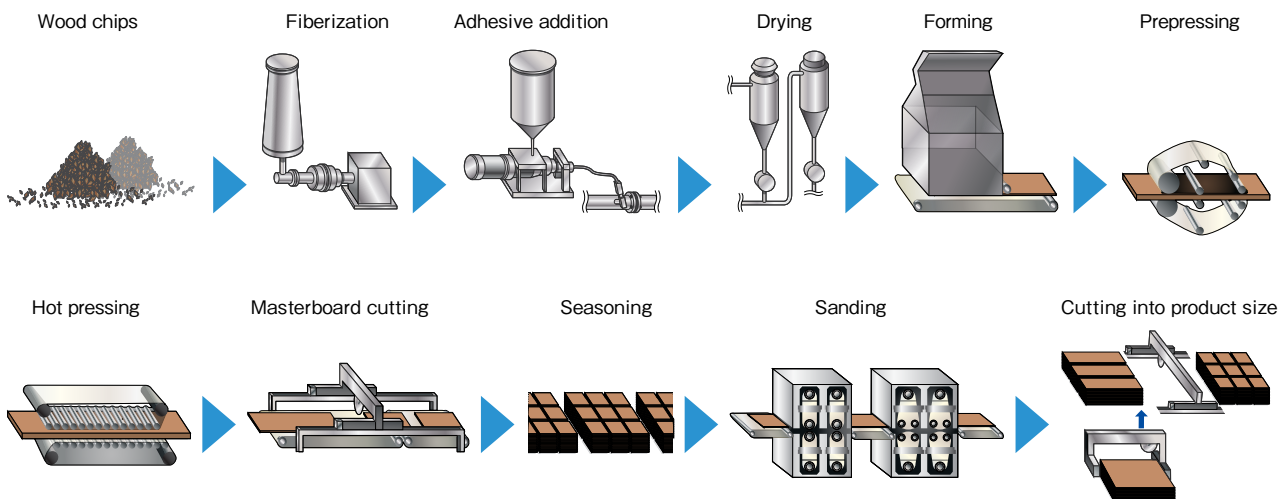 Wood chips
Fiberization
Adhesive addition
Drying
Forming
Prepressing
Hot pressing
Masterboard cutting
Seasoning
Sanding
Cutting into product size